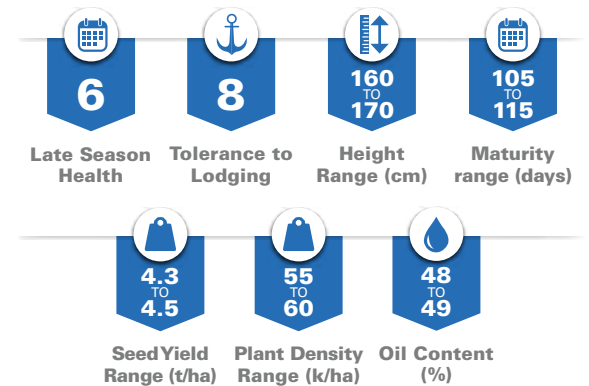 6
8
160
TO
170
105
TO
115
Late Season
Health
Tolerance to
Lodging
Height
Range (cm)
Maturity
range (days)
4.3
TO
4.5
55
TO
60
48
TO
49
Seed Yield
Range (t/ha)
Plant Density
Range (k/ha)
Oil Content
(%)